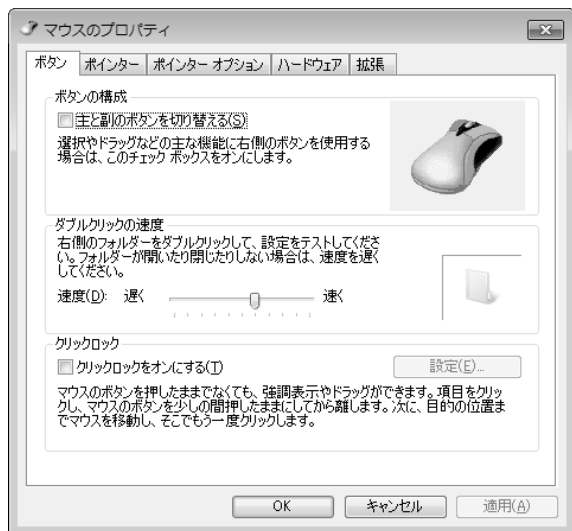 マウスのプロパティ
ボタン ポインター ポインター オプション ハードウェア 拡張
ボタンの構成
主と副のボタンを切り替える(S)
選択やドラッグなどの主な機能に右側のボタンを使用する
場合は、このチェック ボックスをオンにします。
ダブルクリックの速度
右側のフォルダーをダブルクリックして、設定をテストしてくださ
い。フォルダーが開いたり閉じたりしない場合は、速度を遅く
してください。
速度(D): 遅く 速く
クリックロック
クリックロックをオンにする(T) 設定(E)...
マウスのボタンを押したままでなくても、強調表示やドラッグができます。項目をクリッ
クし、マウスのボタンを少しの間押したままにしてから離します。次に、目的の位置ま
でマウスを移動し、そこでもう一度クリックします。
OK キャンセル 適用(A)